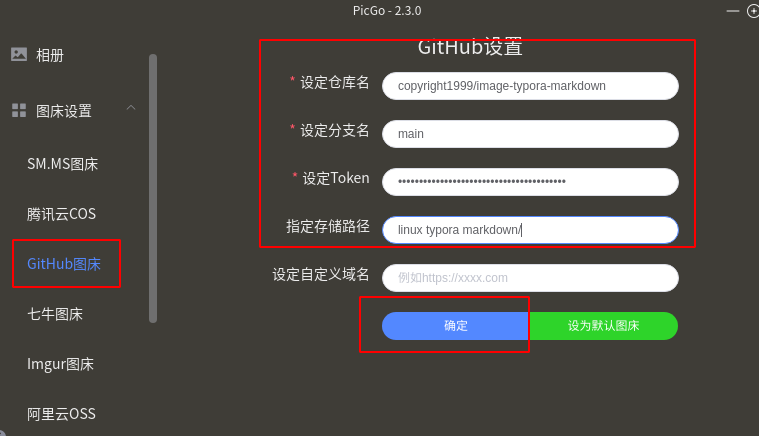 PicGo - 2.3.0
相册
图床设置
SM.MS图床
腾讯云COS
GitHub图床
七牛图床
Imgur图床
阿里云OSS
GitHub设置
* 设定仓库名 copyright1999/image-typora-markdown
* 设定分支名 main
* 设定Token ••••••••••••••••••••••••••••••••••••••••
指定存储路径 linux typora markdown/
设定自定义域名 例如https://xxxx.com
确定 设为默认图床